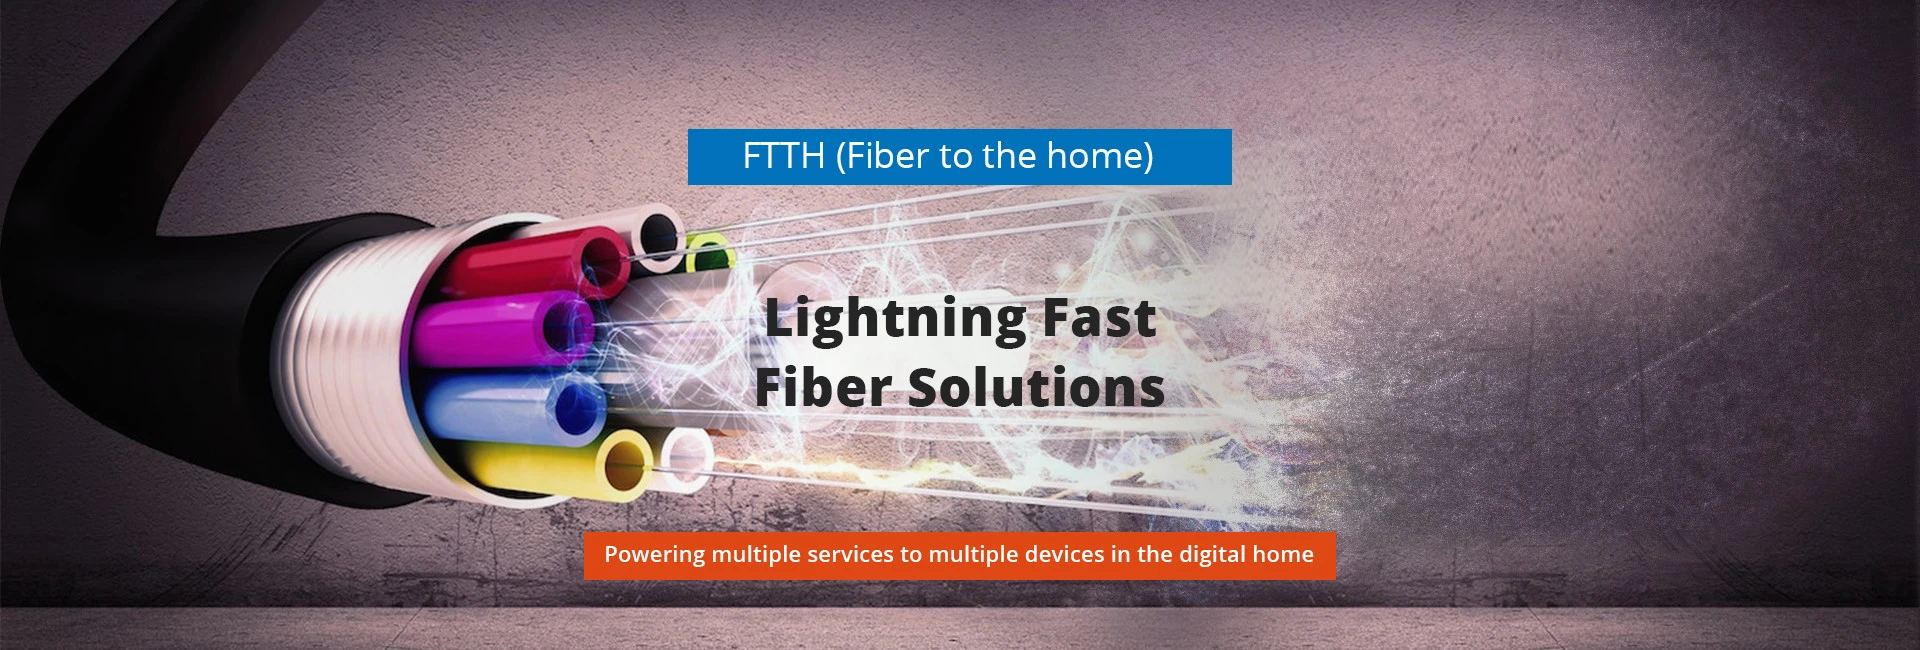 FTTH (Fiber to the home)
Lightning Fast
Fiber Solutions
Powering multiple services to multiple devices in the digital home